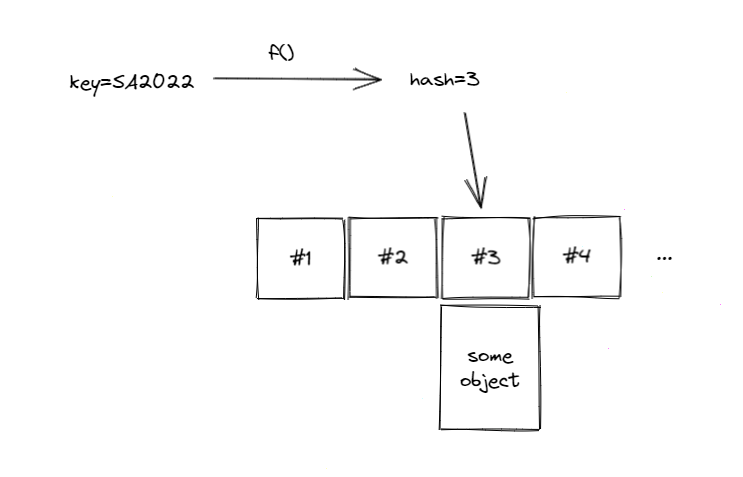 f()
key=SA2022
hash=3
#1
#2
#3
#4
...
some
object